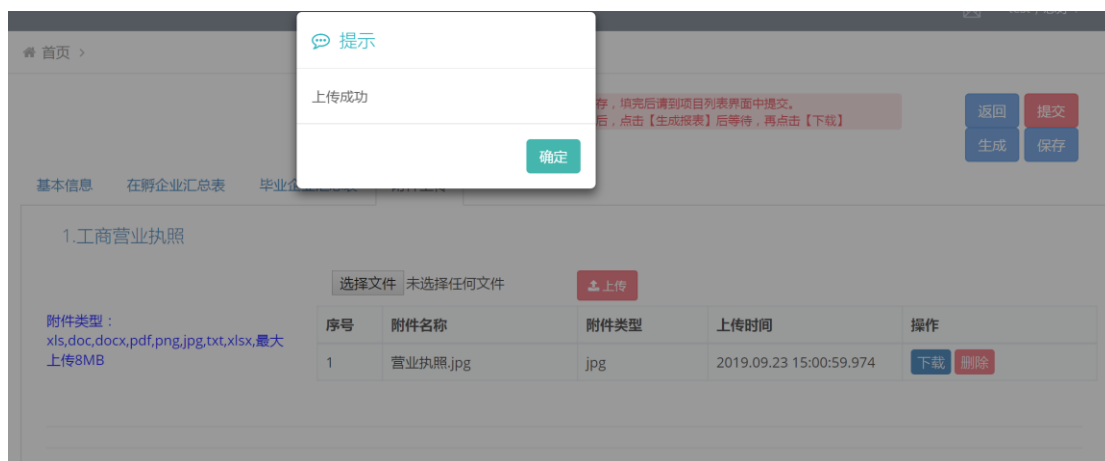 首页 >
提示
上传成功
确定
存，填完后请到项目列表界面中提交。
后，点击【生成报表】后等待，再点击【下载】
返回 提交
生成 保存
基本信息 在孵企业汇总表 毕业企
1.工商营业执照
选择文件 未选择任何文件 上传
附件类型：
xls,doc,docx,pdf,png,jpg,txt,xlsx,最大
上传8MB
序号 附件名称 附件类型 上传时间 操作
1 营业执照.jpg jpg 2019.09.23 15:00:59.974 下载 删除